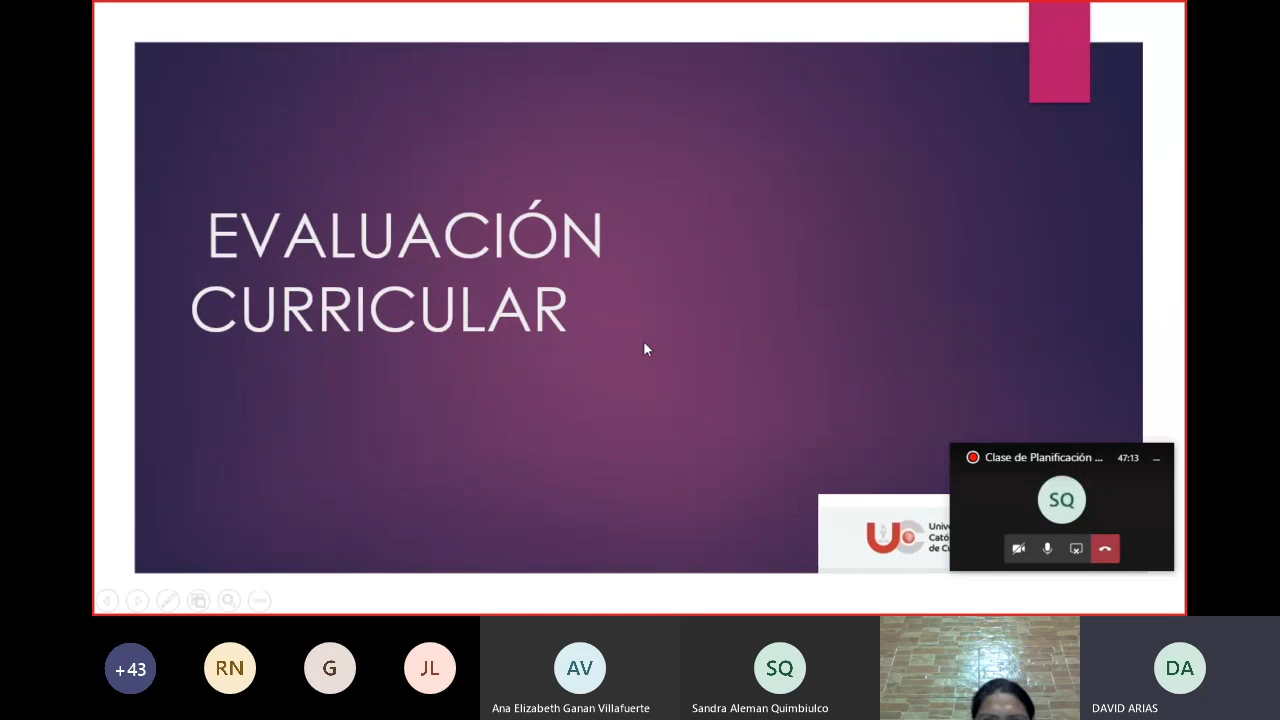 EVALUACIÓN
CURRICULAR
Clase de Planificación ...
47:13
SQ
UC
+43
RN
G
JL
AV
SQ
DA
Ana Elizabeth Ganan Villafuerte
Sandra Aleman Quimbiulco
DAVID ARIAS